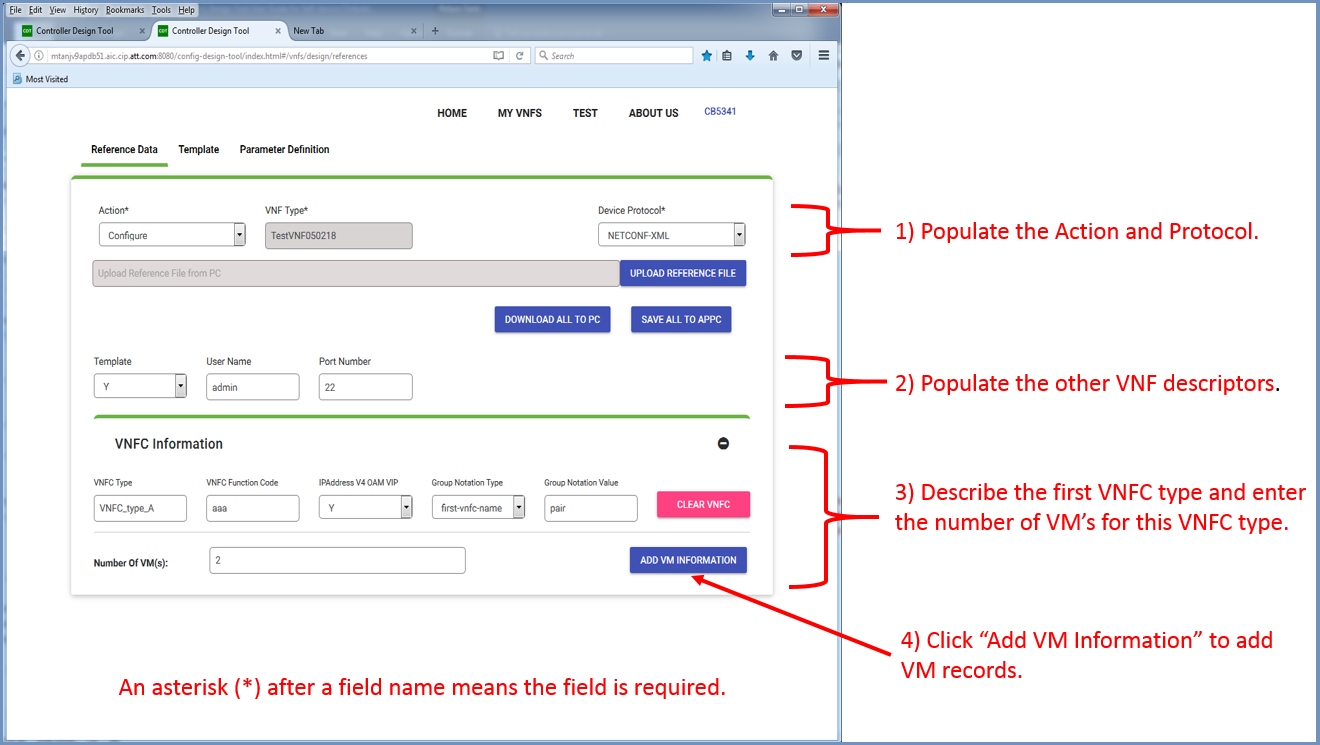 File Edit View History Bookmarks Tools Help
CDT Controller Design Tool × CDT Controller Design Tool × New Tab × +
mtanjv9apdb51.aic.cip.att.com:8080/config-design-tool/index.html#/vnfs/design/references
Search
Most Visited
HOME MY VNFS TEST ABOUT US CB5341
Reference Data Template Parameter Definition
Action* VNF Type* Device Protocol*
Configure TestVNF050218 NETCONF-XML
Upload Reference File from PC UPLOAD REFERENCE FILE
DOWNLOAD ALL TO PC SAVE ALL TO APPC
Template User Name Port Number
Y admin 22
VNFC Information
VNFC Type VNFC Function Code IPAddress V4 OAM VIP Group Notation Type Group Notation Value
VNFC_type_A aaa Y first-vnfc-name pair CLEAR VNFC
Number Of VM(s): 2 ADD VM INFORMATION
1) Populate the Action and Protocol.
2) Populate the other VNF descriptors.
3) Describe the first VNFC type and enter
the number of VM's for this VNFC type.
4) Click “Add VM Information” to add
VM records.
An asterisk (*) after a field name means the field is required.